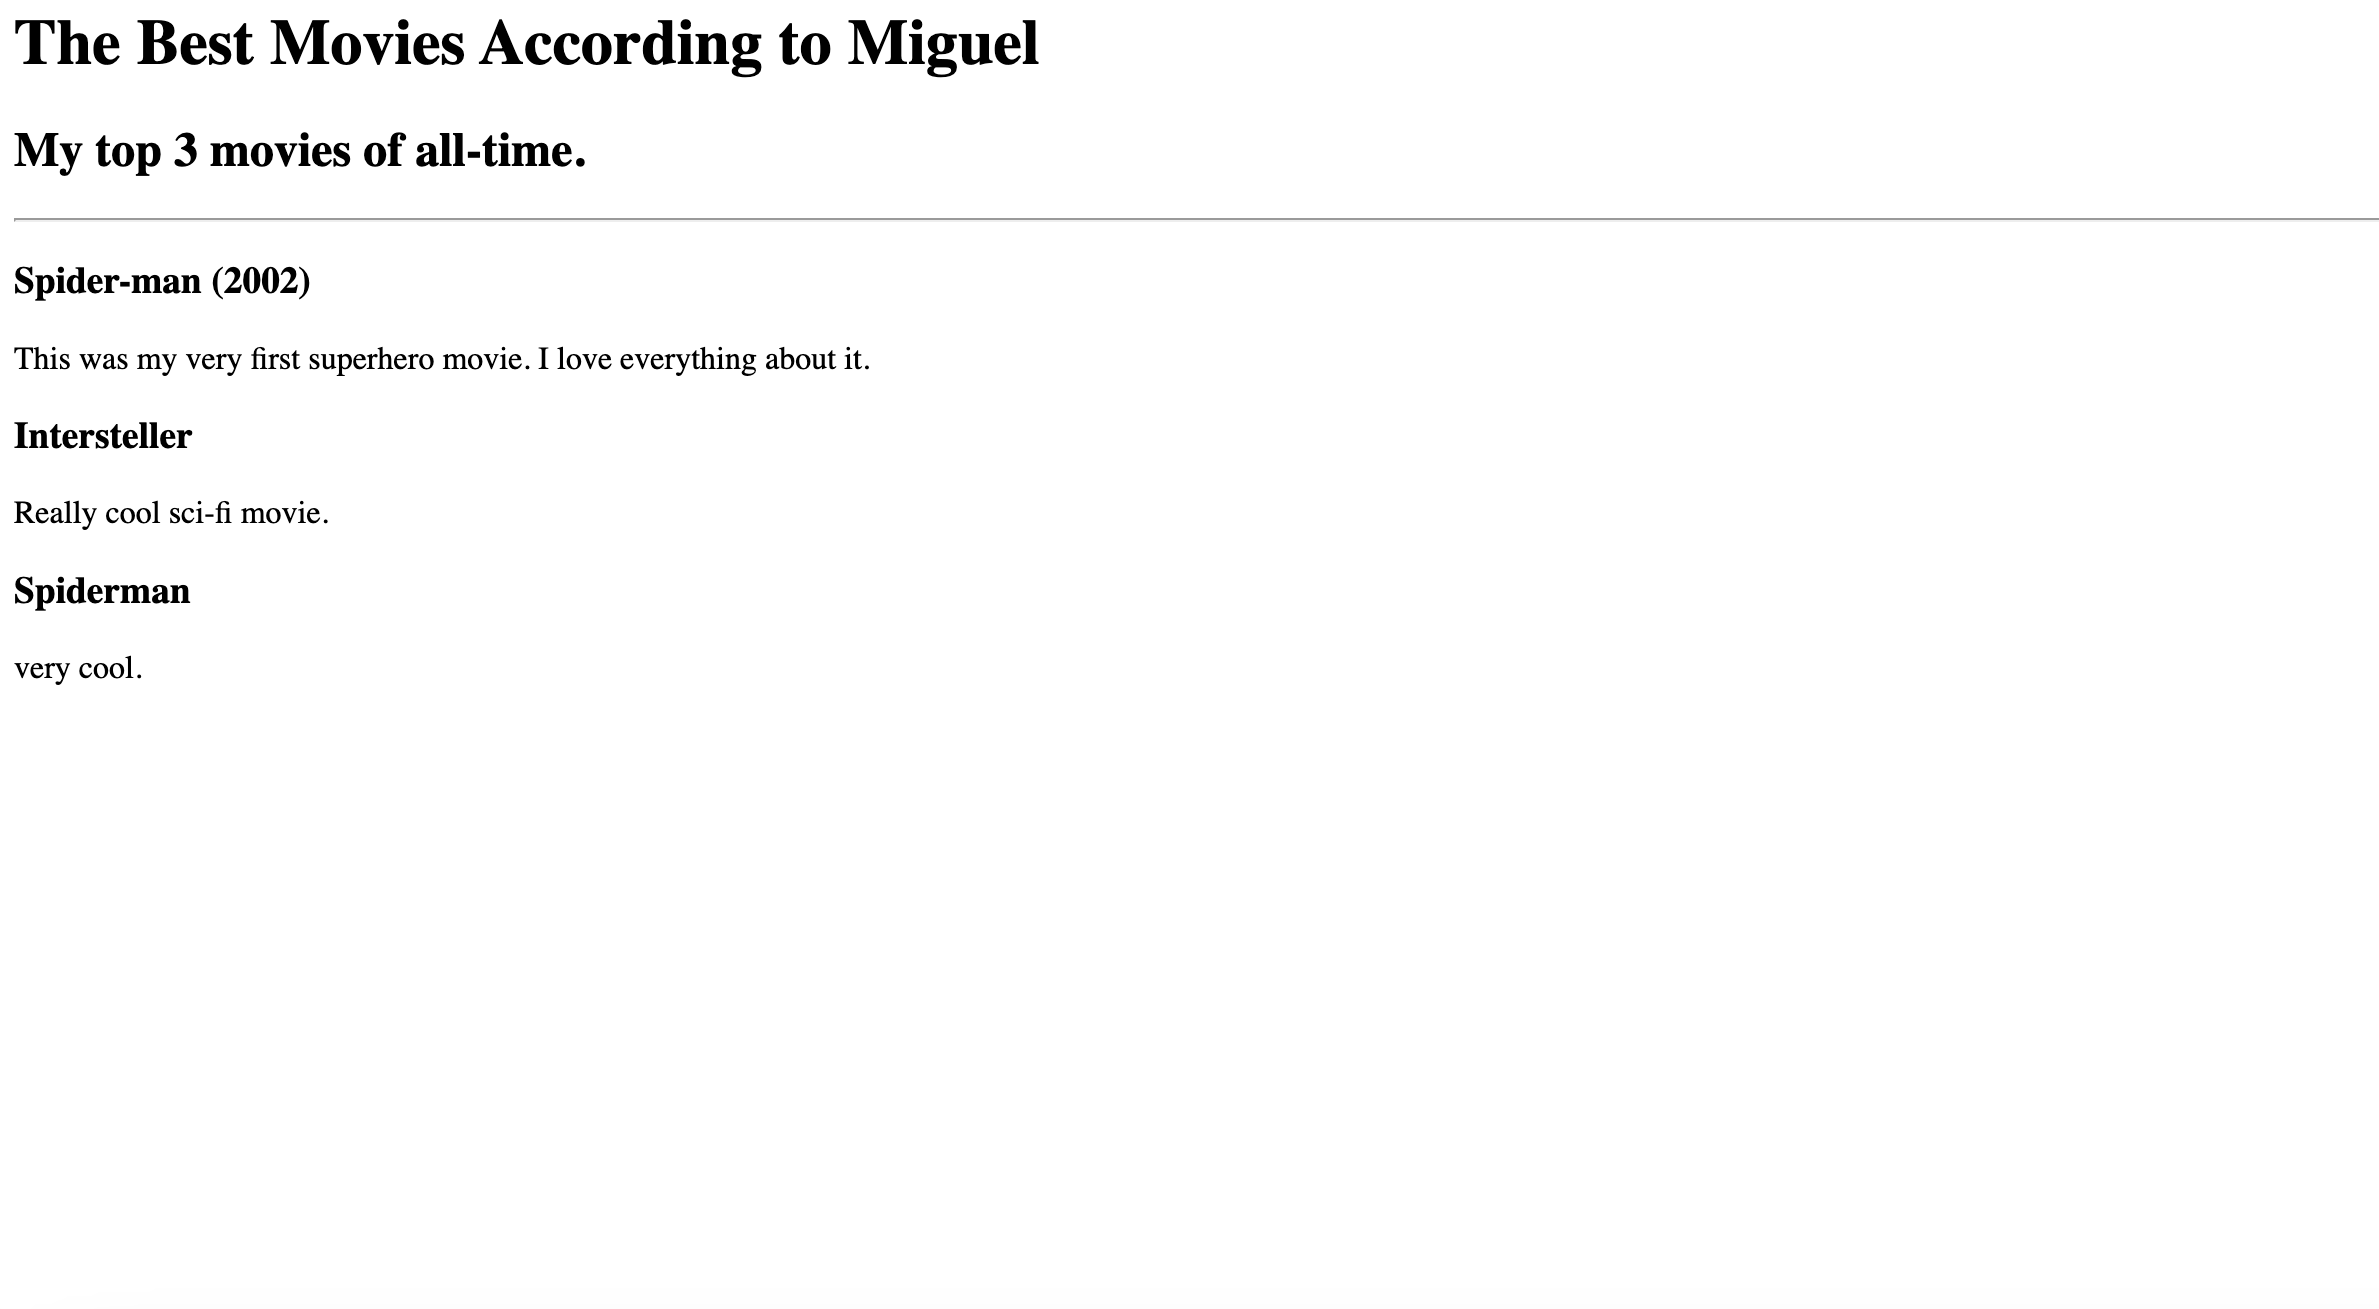 The Best Movies According to Miguel
My top 3 movies of all-time.
Spider-man (2002)
This was my very first superhero movie. I love everything about it.
Intersteller
Really cool sci-fi movie.
Spiderman
very cool.